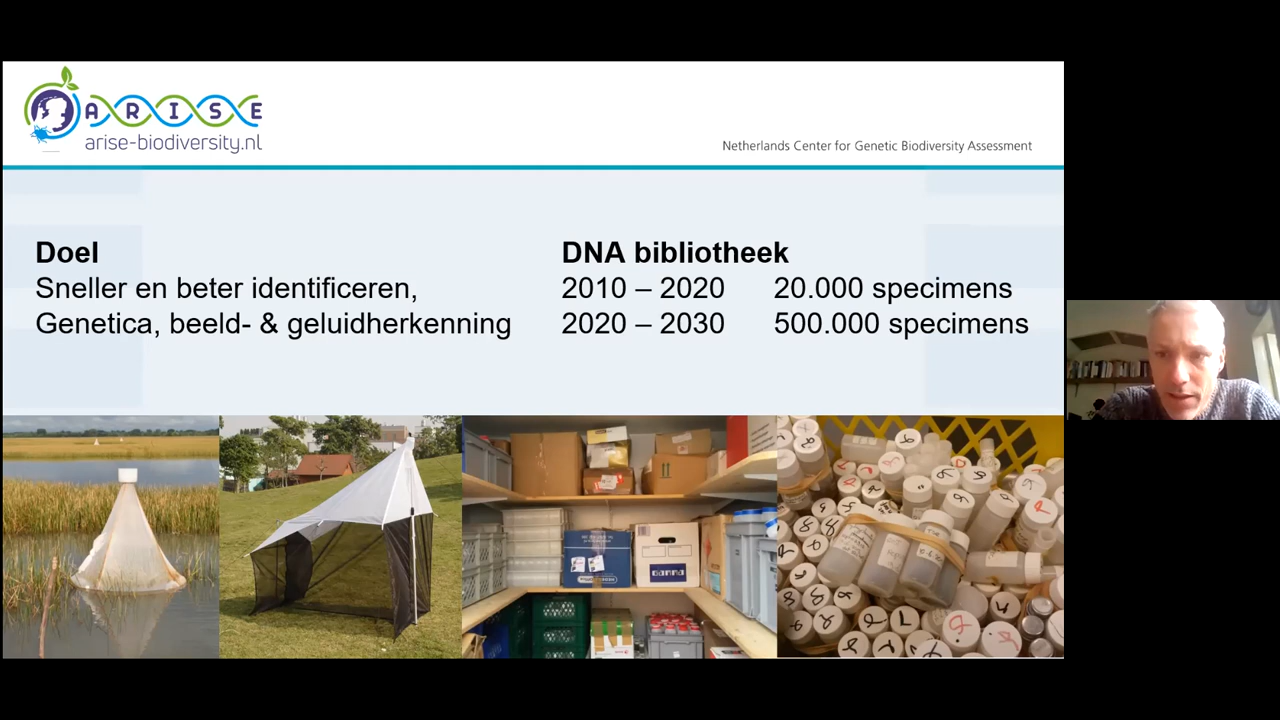 ARISE
arise-biodiversity.nl
Netherlands Center for Genetic Biodiversity Assessment
Doel
Sneller en beter identificeren,
Genetica, beeld- & geluidherkenning
DNA bibliotheek
2010 – 2020 20.000 specimens
2020 – 2030 500.000 specimens